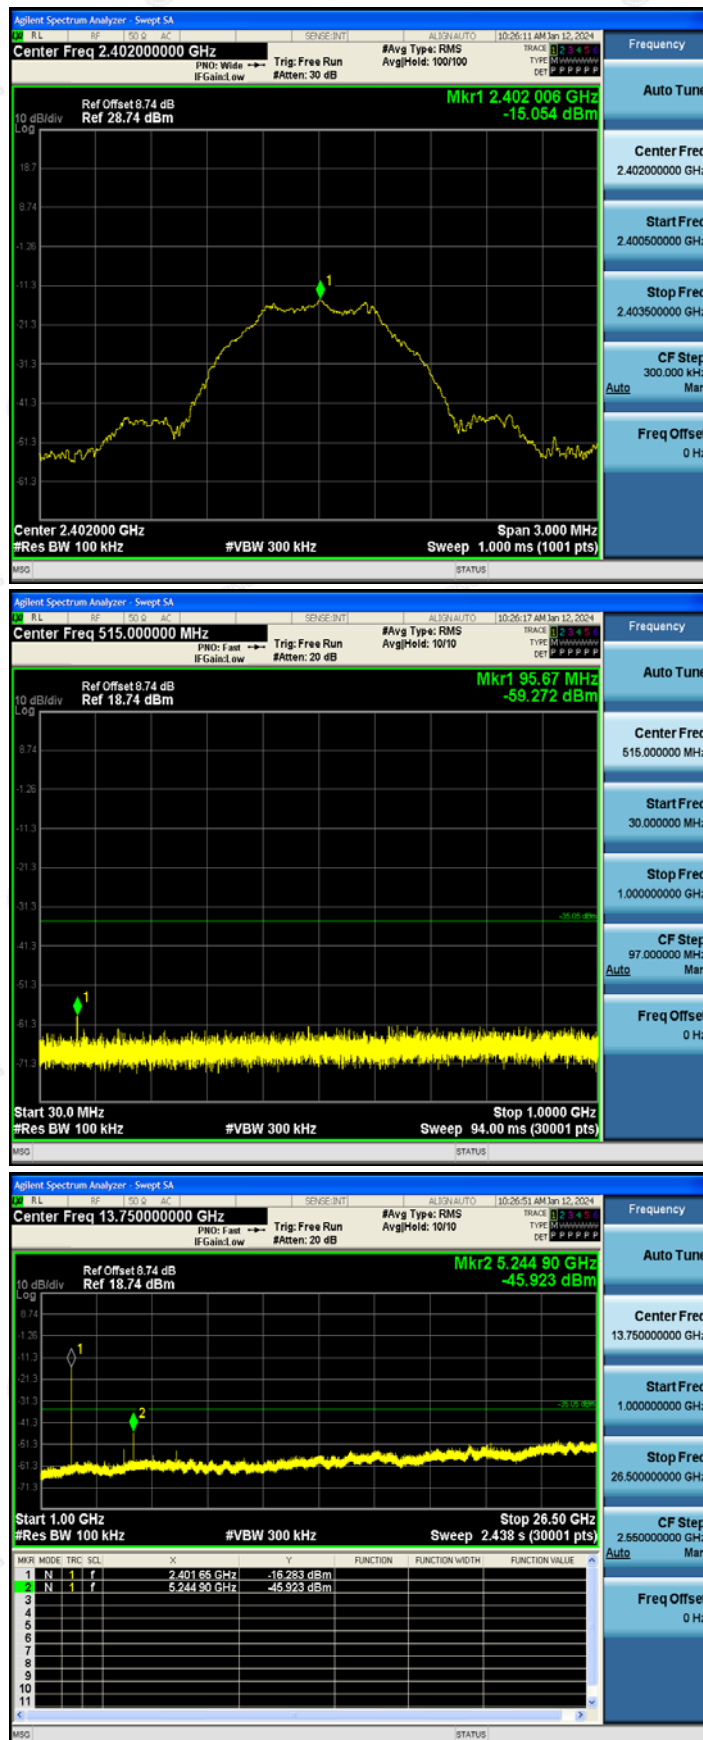 Agilent Spectrum Analyzer - Swept SA
RL RF 50 Ω AC SENSE:INT ALIGNAUTO 10:26:11 AM Jan 12, 2024
Center Freq 2.402000000 GHz
PNO: Wide
IFGain:Low
Trig: Free Run
#Atten: 30 dB
#Avg Type: RMS
Avg|Hold: 100/100
TRACE 1 2 3 4 5 6
TYPE M
DET P P P P P P
Ref Offset 8.74 dB
Ref 28.74 dBm
10 dB/div
Log
Mkr1 2.402 006 GHz
-15.054 dBm
18.7
8.74
-1.26
-11.3
-21.3
-31.3
-41.3
-51.3
-61.3
1
Center 2.402000 GHz
Span 3.000 MHz
#Res BW 100 kHz
#VBW 300 kHz
Sweep 1.000 ms (1001 pts)
MSG
STATUS
Frequency
Auto Tune
Center Freq
2.402000000 GHz
Start Freq
2.400500000 GHz
Stop Freq
2.403500000 GHz
CF Step
300.000 kHz
Auto Man
Freq Offset
0 Hz
Agilent Spectrum Analyzer - Swept SA
RL RF 50 Ω AC SENSE:INT ALIGNAUTO 10:26:17 AM Jan 12, 2024
Center Freq 515.000000 MHz
PNO: Fast
IFGain:Low
Trig: Free Run
#Atten: 20 dB
#Avg Type: RMS
Avg|Hold: 10/10
TRACE 1 2 3 4 5 6
TYPE M
DET P P P P P P
Ref Offset 8.74 dB
Ref 18.74 dBm
10 dB/div
Log
Mkr1 95.67 MHz
-59.272 dBm
8.74
-1.26
-11.3
-21.3
-31.3
-41.3
-51.3
-61.3
-71.3
-35.05 dBm
1
Start 30.0 MHz
Stop 1.0000 GHz
#Res BW 100 kHz
#VBW 300 kHz
Sweep 94.00 ms (30001 pts)
MSG
STATUS
Frequency
Auto Tune
Center Freq
515.000000 MHz
Start Freq
30.000000 MHz
Stop Freq
1.000000000 GHz
CF Step
97.000000 MHz
Auto Man
Freq Offset
0 Hz
Agilent Spectrum Analyzer - Swept SA
RL RF 50 Ω AC SENSE:INT ALIGNAUTO 10:26:51 AM Jan 12, 2024
Center Freq 13.750000000 GHz
PNO: Fast
IFGain:Low
Trig: Free Run
#Atten: 20 dB
#Avg Type: RMS
Avg|Hold: 10/10
TRACE 1 2 3 4 5 6
TYPE M
DET P P P P P P
Ref Offset 8.74 dB
Ref 18.74 dBm
10 dB/div
Log
Mkr2 5.244 90 GHz
-45.923 dBm
8.74
-1.26
-11.3
-21.3
-31.3
-41.3
-51.3
-61.3
-71.3
-35.05 dBm
1
2
Start 1.00 GHz
Stop 26.50 GHz
#Res BW 100 kHz
#VBW 300 kHz
Sweep 2.438 s (30001 pts)
MKR MODE TRC SCL X Y FUNCTION FUNCTION WIDTH FUNCTION VALUE
1 N 1 f 2.401 65 GHz -16.283 dBm
2 N 1 f 5.244 90 GHz -45.923 dBm
3
4
5
6
7
8
9
10
11
MSG
STATUS
Frequency
Auto Tune
Center Freq
13.750000000 GHz
Start Freq
1.000000000 GHz
Stop Freq
26.500000000 GHz
CF Step
2.550000000 GHz
Auto Man
Freq Offset
0 Hz